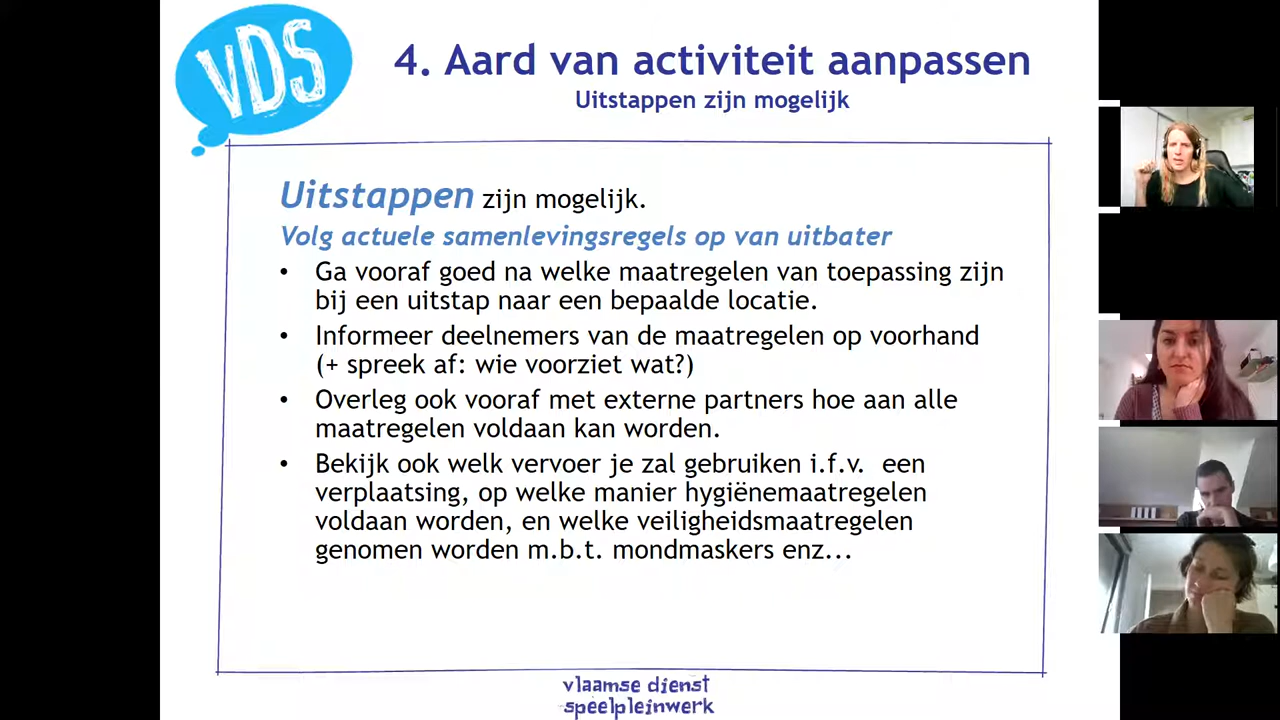 VDS
4. Aard van activiteit aanpassen
Uitstappen zijn mogelijk
Uitstappen zijn mogelijk.
Volg actuele samenlevingsregels op van uitbater
• Ga vooraf goed na welke maatregelen van toepassing zijn
bij een uitstap naar een bepaalde locatie.
• Informeer deelnemers van de maatregelen op voorhand
(+ spreek af: wie voorziet wat?)
• Overleg ook vooraf met externe partners hoe aan alle
maatregelen voldaan kan worden.
• Bekijk ook welk vervoer je zal gebruiken i.f.v. een
verplaatsing, op welke manier hygiënemaatregelen
voldaan worden, en welke veiligheidsmaatregelen
genomen worden m.b.t. mondmaskers enz...
vlaamse dienst
speelpleinwerk